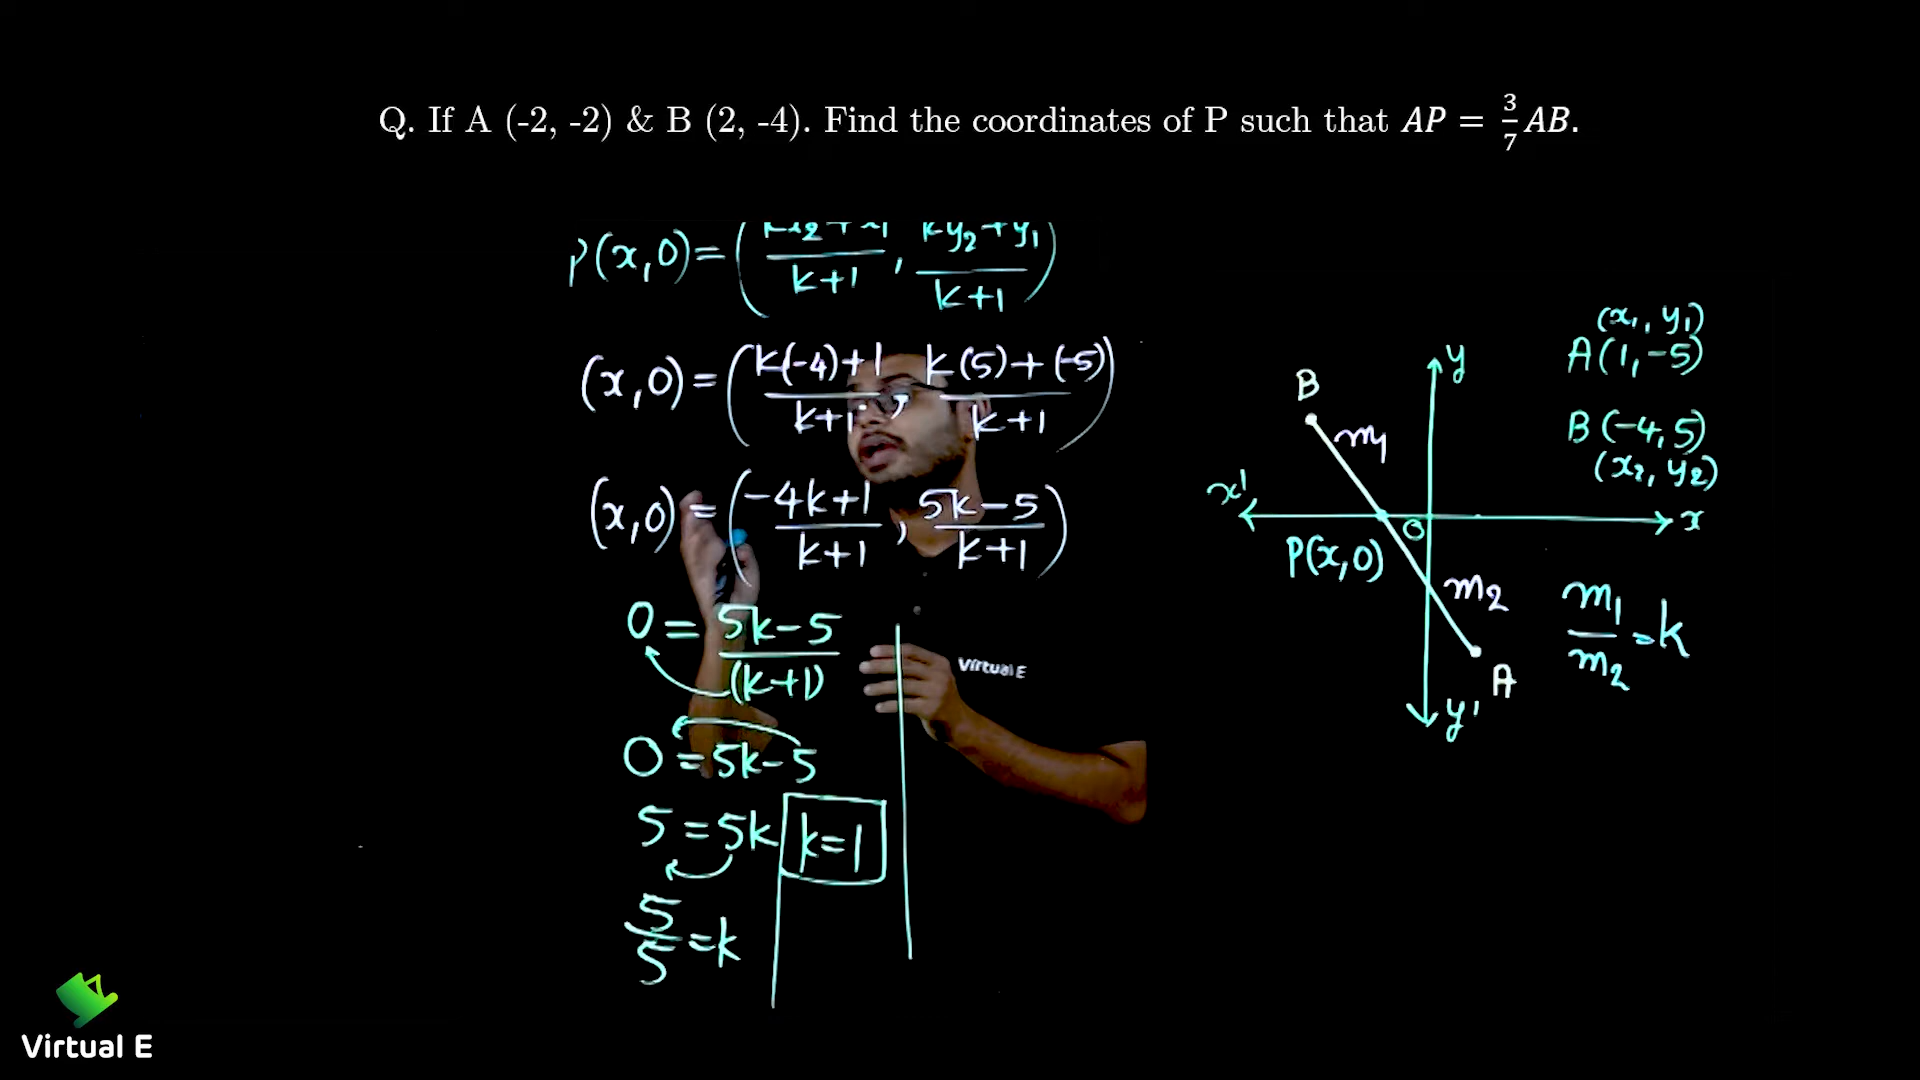 Q. If A (-2, -2) & B (2, -4). Find the coordinates of P such that AP = 3/7 AB.
P(x,0) = (kx₂+x₁/k+1, ky₂+y₁/k+1)
(x,0) = (k(-4)+1/k+1, k(5)+(-5)/k+1)
(x,0) = (-4k+1/k+1, 5k-5/k+1)
0 = 5k-5/(k+1)
0 = 5k-5
5 = 5k
k=1
5/5 = k
Virtual E
(x₁, y₁)
A(1,-5)
B(-4,5)
(x₂, y₂)
y
B
m₁
x'
O
x
P(x,0)
m₂
A
y'
m₁/m₂ = k
Virtual E